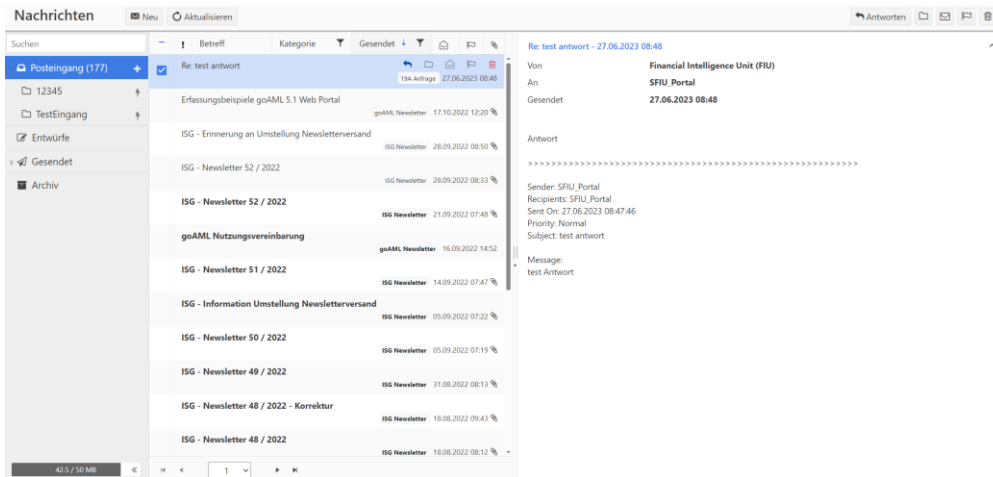 Nachrichten
Neu
Aktualisieren
Antworten
Suchen
Posteingang (177)
12345
TestEingang
Entwürfe
Gesendet
Archiv
42.5 / 50 MB
! Betreff Kategorie Gesendet
Re: test antwort
19A Anfrage 27.06.2023 08:48
Erfassungsbeispiele goAML 5.1 Web Portal
goAML Newsletter 17.10.2022 12:20
ISG - Erinnerung an Umstellung Newsletterversand
ISG Newsletter 28.09.2022 08:50
ISG - Newsletter 52 / 2022
ISG Newsletter 28.09.2022 08:33
ISG - Newsletter 52 / 2022
ISG Newsletter 21.09.2022 07:48
goAML Nutzungsvereinbarung
goAML Newsletter 16.09.2022 14:52
ISG - Newsletter 51 / 2022
ISG Newsletter 14.09.2022 07:47
ISG - Information Umstellung Newsletterversand
ISG Newsletter 05.09.2022 07:22
ISG - Newsletter 50 / 2022
ISG Newsletter 05.09.2022 07:19
ISG - Newsletter 49 / 2022
ISG Newsletter 31.08.2022 08:13
ISG - Newsletter 48 / 2022 - Korrektur
ISG Newsletter 18.08.2022 09:43
ISG - Newsletter 48 / 2022
ISG Newsletter 18.08.2022 08:12
1
Re: test antwort - 27.06.2023 08:48
Von Financial Intelligence Unit (FIU)
An SFIU_Portal
Gesendet 27.06.2023 08:48
Antwort
>>>>>>>>>>>>>>>>>>>>>>>>>>>>>>>>>>>>>>>>>>>>>>>>>>>>>>>>>
Sender: SFIU_Portal
Recipients: SFIU_Portal
Sent On: 27.06.2023 08:47:46
Priority: Normal
Subject: test antwort
Message:
test Antwort